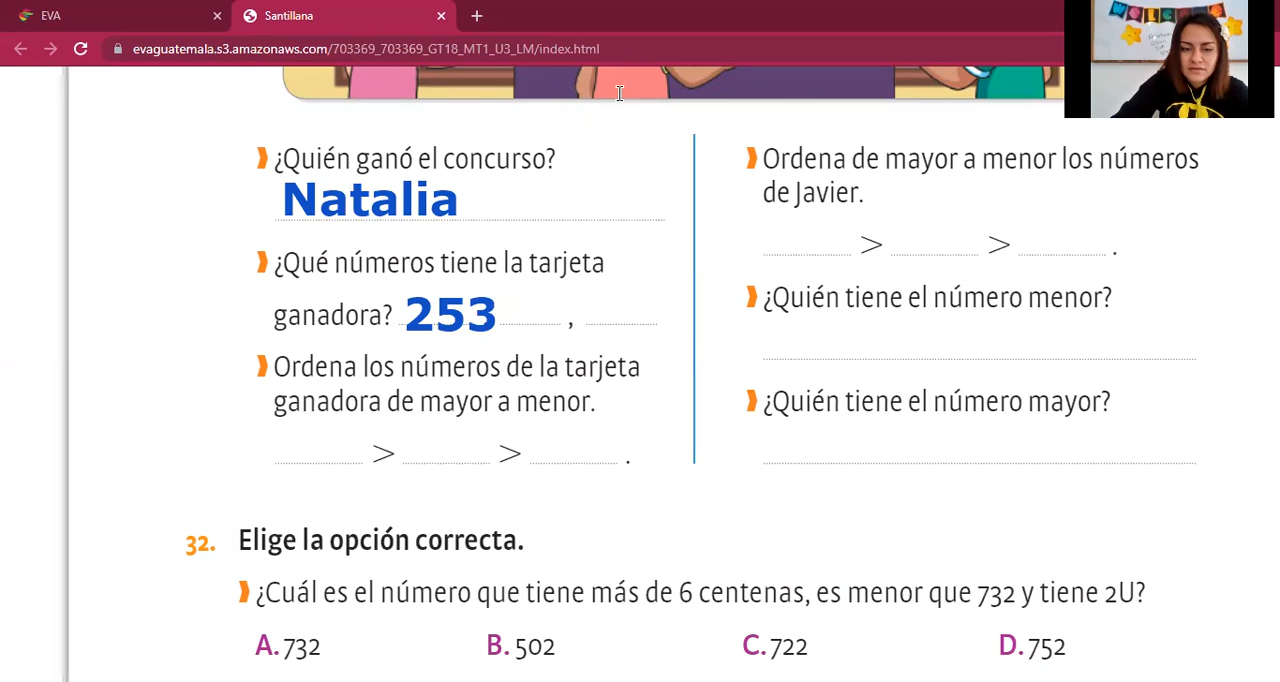 EVA
Santillana
evaguatemala.s3.amazonaws.com/703369_703369_GT18_MT1_U3_LM/index.html
¿Quién ganó el concurso?
Natalia
¿Qué números tiene la tarjeta
ganadora? 253 ,
Ordena los números de la tarjeta
ganadora de mayor a menor.
> > .
Ordena de mayor a menor los números
de Javier.
> > .
¿Quién tiene el número menor?
¿Quién tiene el número mayor?
32. Elige la opción correcta.
¿Cuál es el número que tiene más de 6 centenas, es menor que 732 y tiene 2U?
A. 732 B. 502 C. 722 D. 752